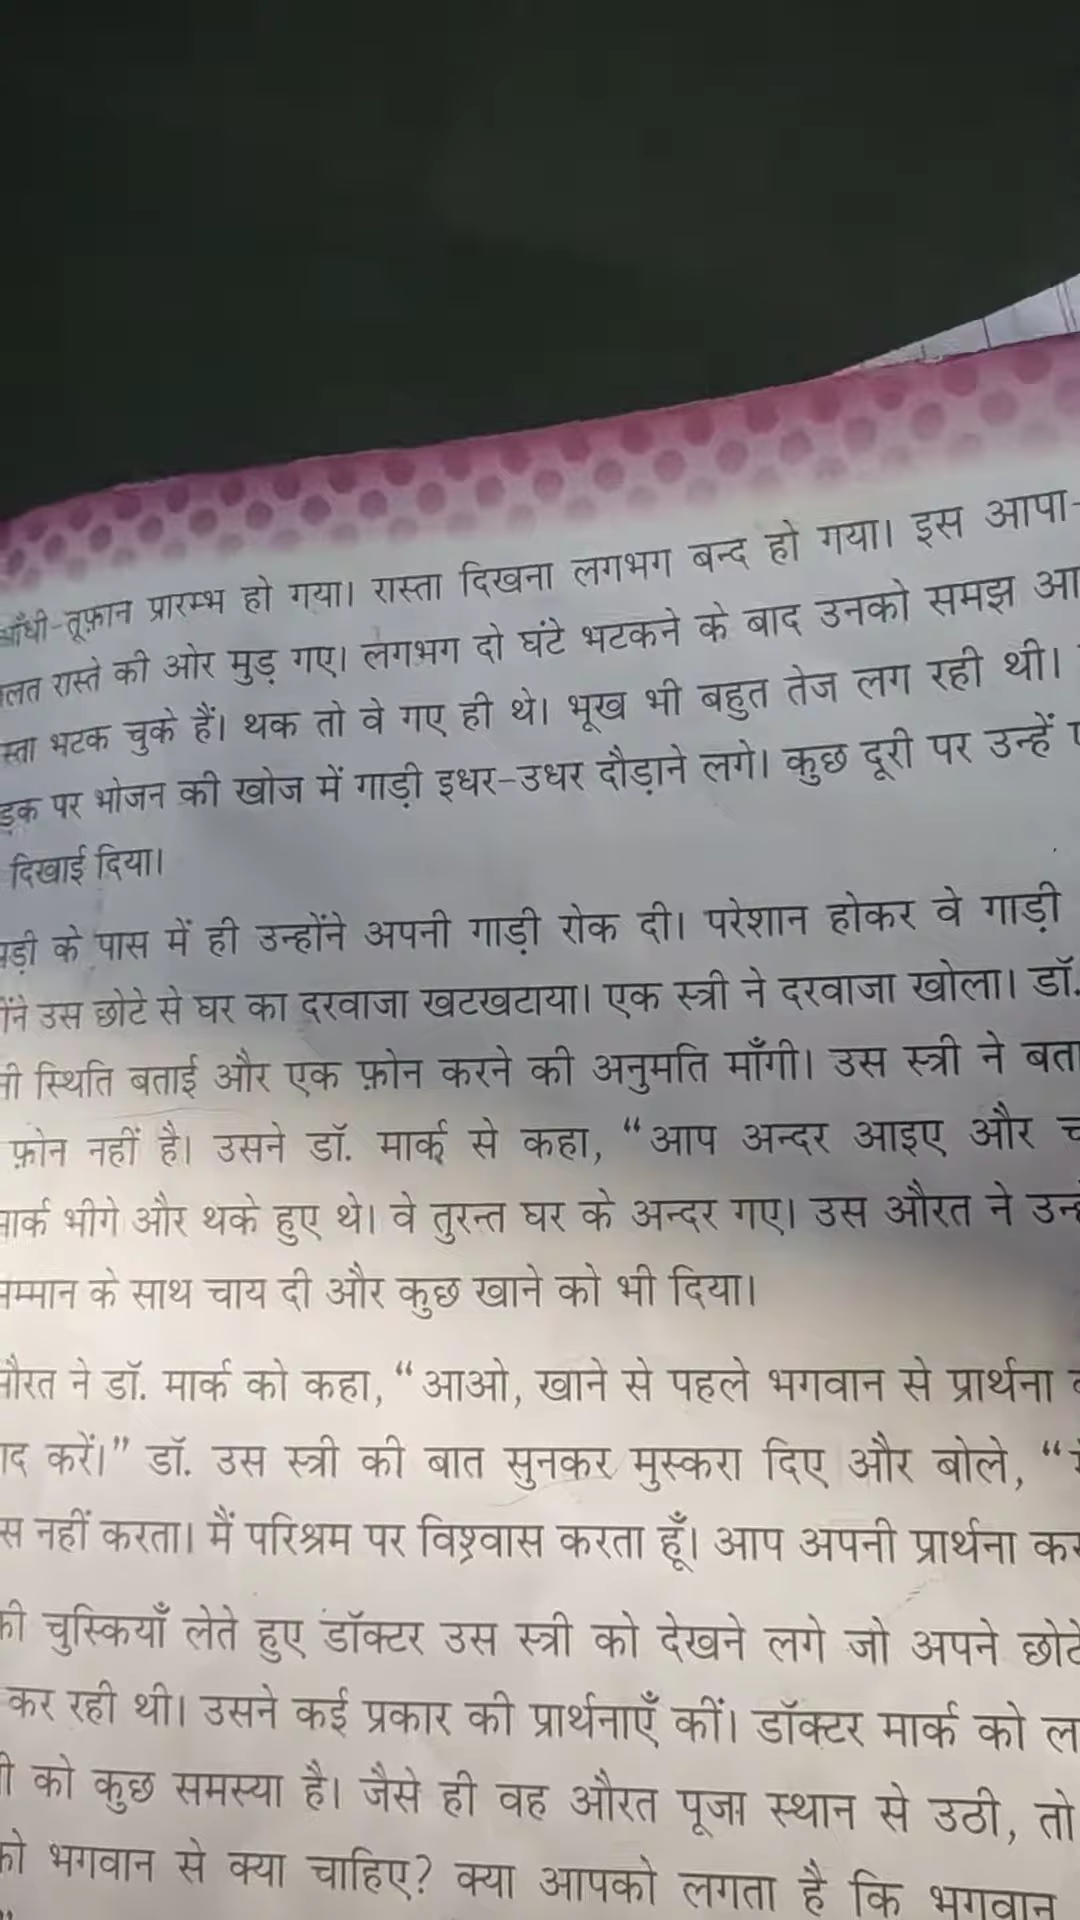 आँधी-तूफ़ान प्रारम्भ हो गया। रास्ता दिखना लगभग बन्द हो गया। इस आपा-
लत रास्ते की ओर मुड़ गए। लगभग दो घंटे भटकने के बाद उनको समझ आ
स्ता भटक चुके हैं। थक तो वे गए ही थे। भूख भी बहुत तेज लग रही थी।
ड़क पर भोजन की खोज में गाड़ी इधर-उधर दौड़ाने लगे। कुछ दूरी पर उन्हें
दिखाई दिया।
पड़ी के पास में ही उन्होंने अपनी गाड़ी रोक दी। परेशान होकर वे गाड़ी
ोंने उस छोटे से घर का दरवाजा खटखटाया। एक स्त्री ने दरवाजा खोला। डॉ.
नी स्थिति बताई और एक फ़ोन करने की अनुमति माँगी। उस स्त्री ने बता
फ़ोन नहीं है। उसने डॉ. मार्क से कहा, “आप अन्दर आइए और
मार्क भीगे और थके हुए थे। वे तुरन्त घर के अन्दर गए। उस औरत ने उन्हें
सम्मान के साथ चाय दी और कुछ खाने को भी दिया।
औरत ने डॉ. मार्क को कहा, “आओ, खाने से पहले भगवान से प्रार्थना
ाद करें।” डॉ. उस स्त्री की बात सुनकर मुस्करा दिए और बोले, “
स नहीं करता। मैं परिश्रम पर विश्वास करता हूँ। आप अपनी प्रार्थना कर
की चुस्कियाँ लेते हुए डॉक्टर उस स्त्री को देखने लगे जो अपने छोटे
कर रही थी। उसने कई प्रकार की प्रार्थनाएँ कीं। डॉक्टर मार्क को ल
ी को कुछ समस्या है। जैसे ही वह औरत पूजा स्थान से उठी, तो
को भगवान से क्या चाहिए? क्या आपको लगता है कि भगवान